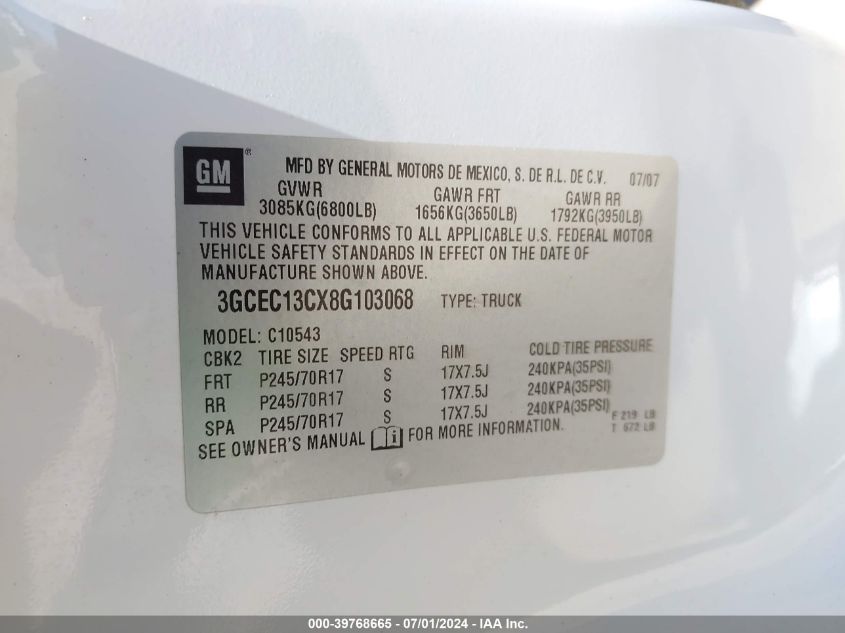 GM®
MFD BY GENERAL MOTORS DE MEXICO, S. DE R.L. DE C.V. 07/07
GVWR GAWR FRT GAWR RR
3085KG(6800LB) 1656KG(3650LB) 1792KG(3950LB)
THIS VEHICLE CONFORMS TO ALL APPLICABLE U.S. FEDERAL MOTOR
VEHICLE SAFETY STANDARDS IN EFFECT ON THE DATE OF
MANUFACTURE SHOWN ABOVE.
3GCEC13CX8G103068 TYPE: TRUCK
MODEL: C10543
CBK2 TIRE SIZE SPEED RTG RIM COLD TIRE PRESSURE
FRT P245/70R17 S 17X7.5J 240KPA(35PSI)
RR P245/70R17 S 17X7.5J 240KPA(35PSI)
SPA P245/70R17 S 17X7.5J 240KPA(35PSI)
F 219 LB
T 672 LB
SEE OWNER'S MANUAL FOR MORE INFORMATION.
000-39768665 - 07/01/2024 - IAA Inc.